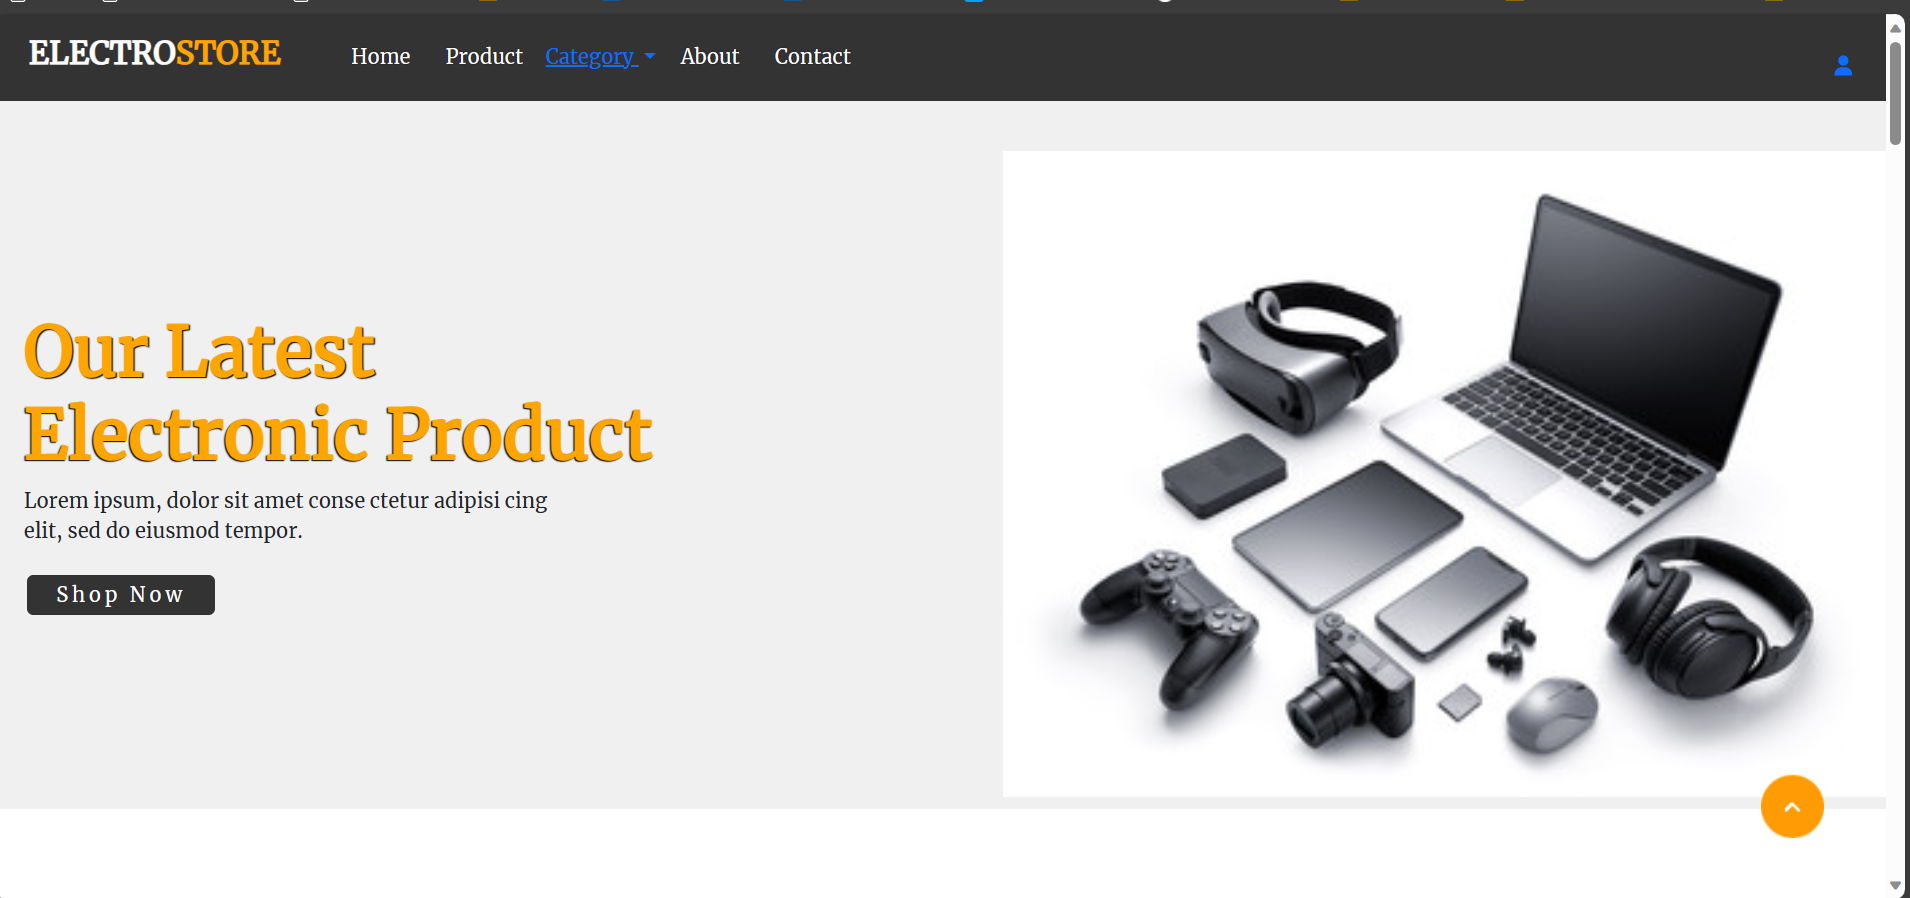 ELECTROSTORE
Home Product Category About Contact
Our Latest
Electronic Product
Lorem ipsum, dolor sit amet conse ctetur adipisi cing
elit, sed do eiusmod tempor.
Shop Now